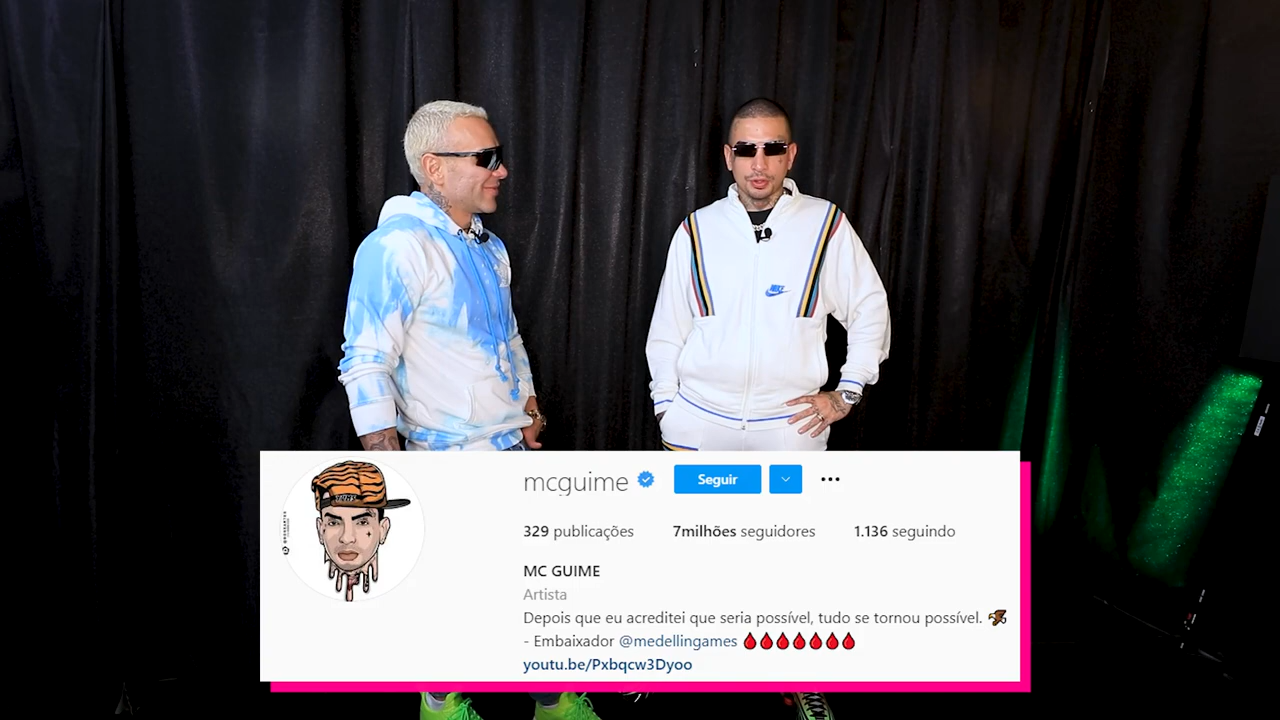 mcguime
Seguir
329 publicações 7milhões seguidores 1.136 seguindo
MC GUIME
Artista
Depois que eu acreditei que seria possível, tudo se tornou possível.
- Embaixador @medellingames
youtu.be/Pxbqcw3Dyoo